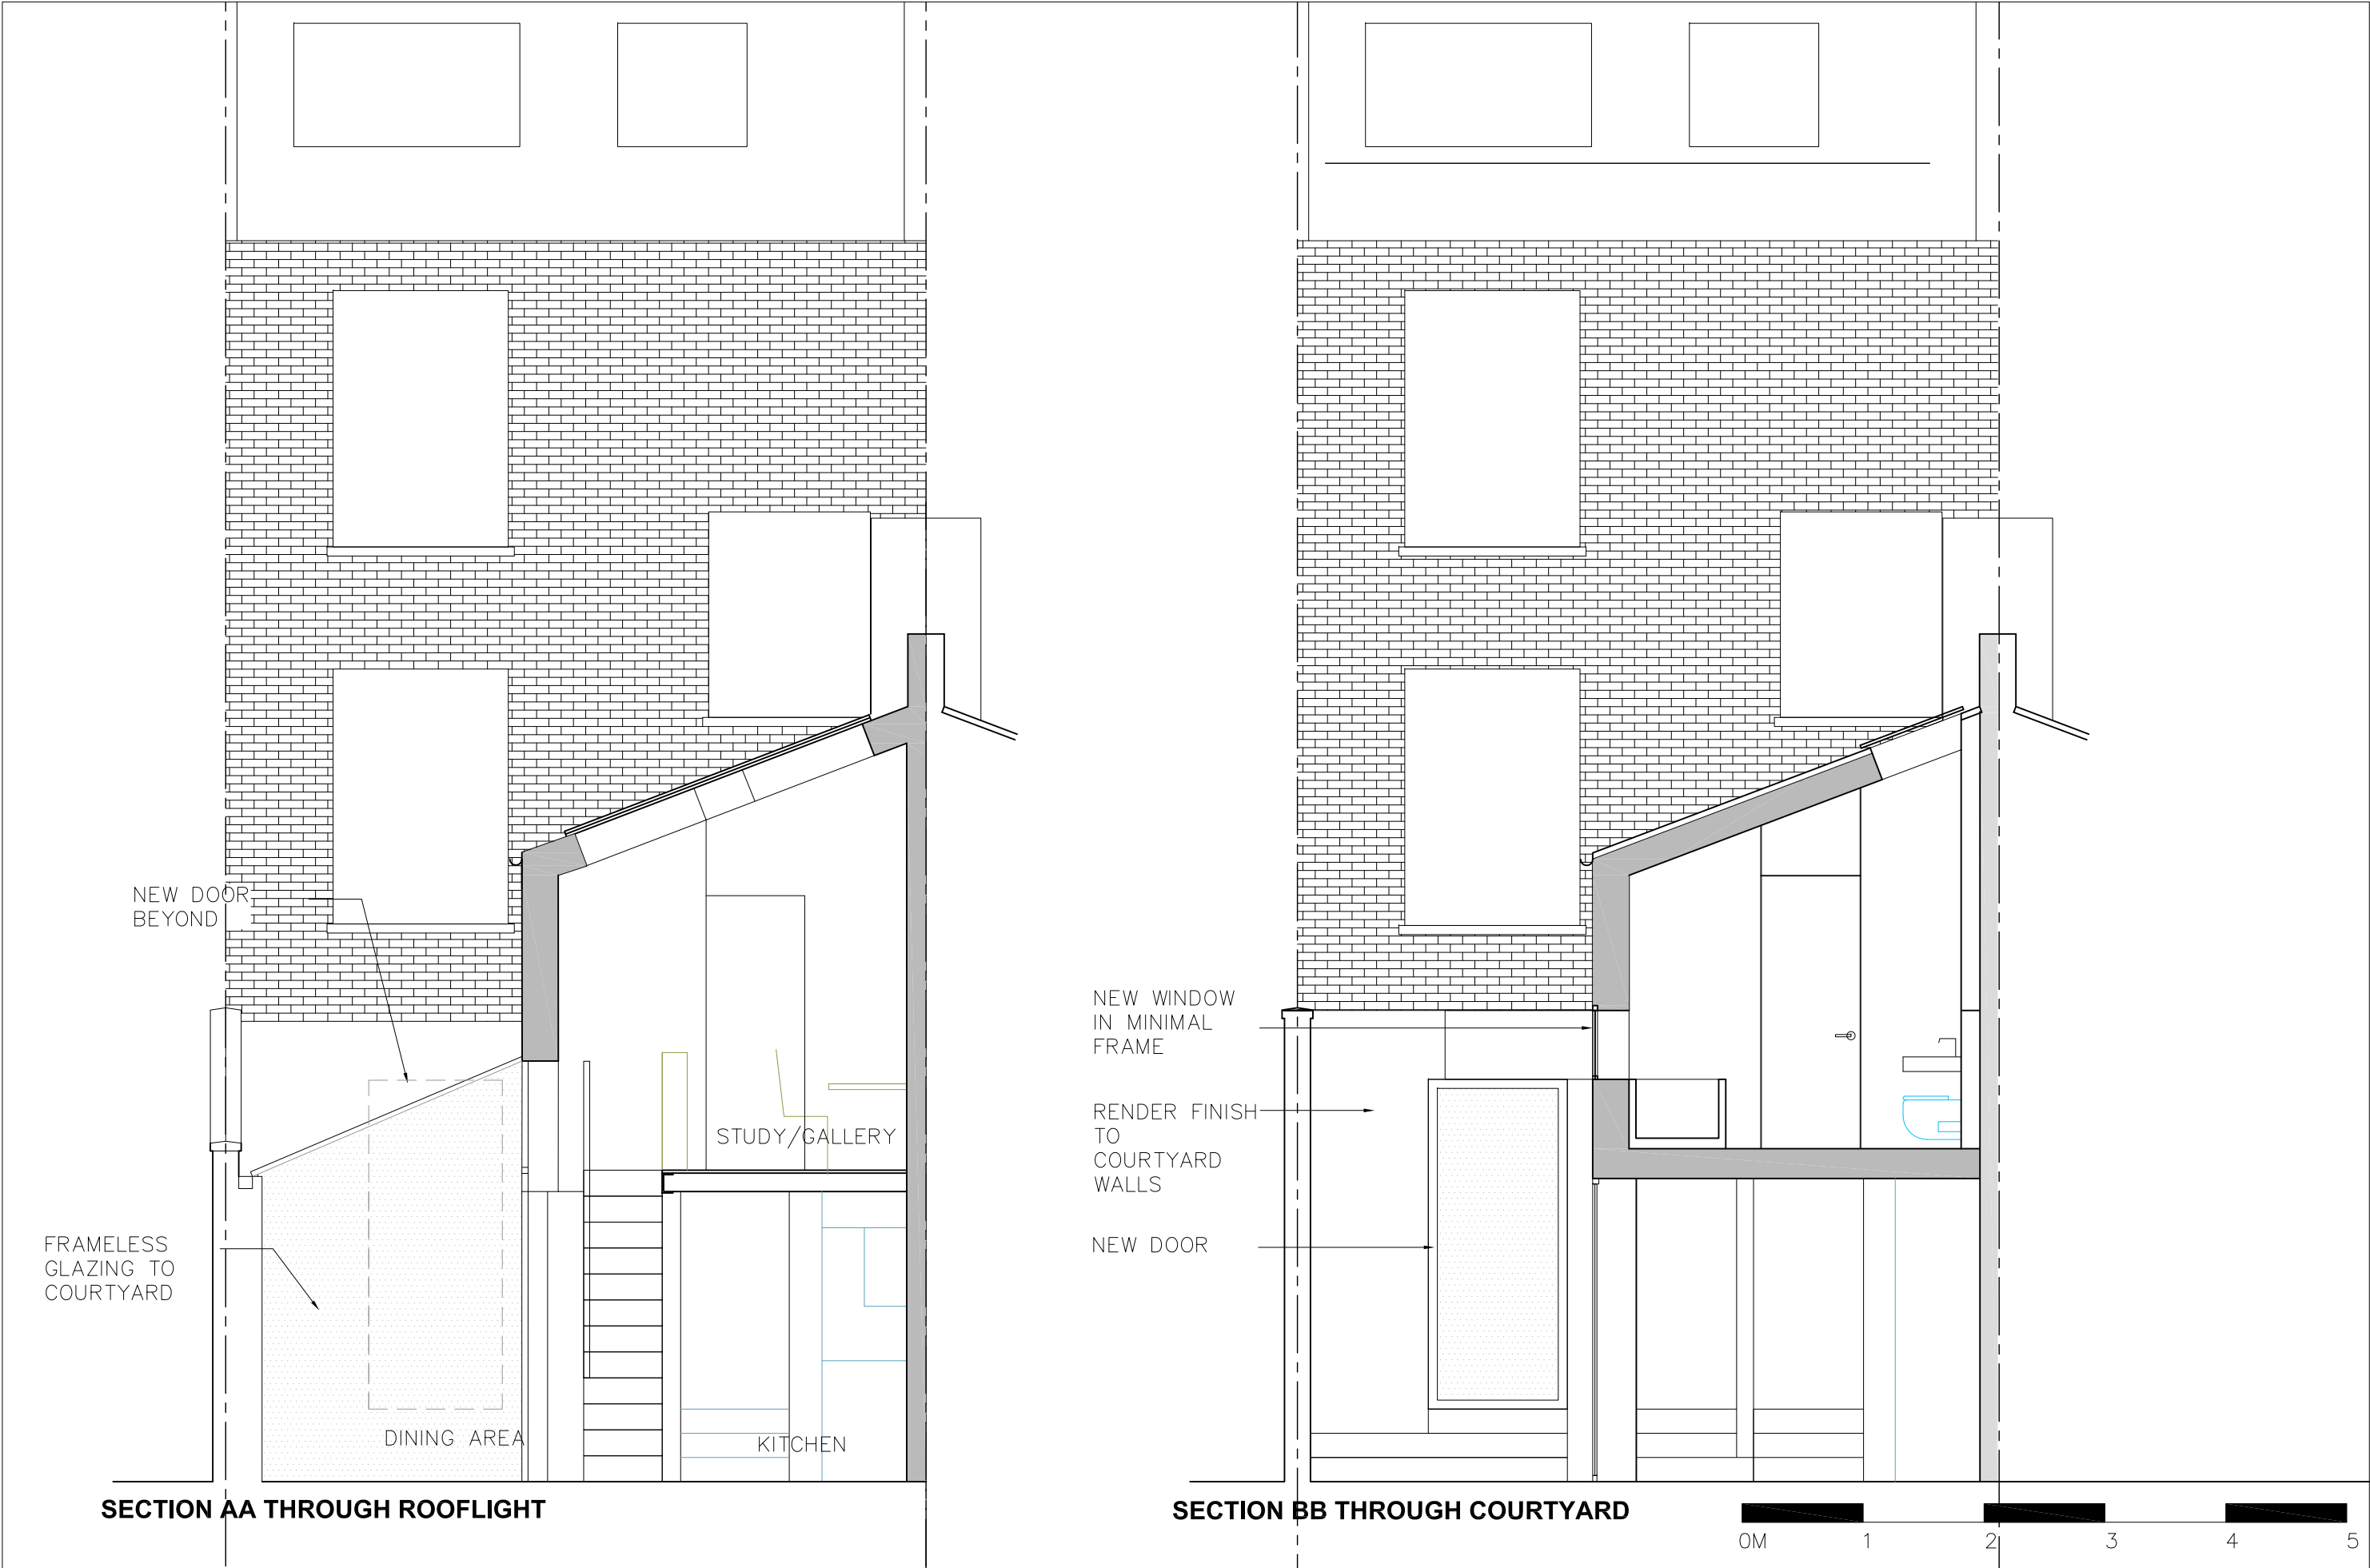 NEW DOOR
BEYOND
FRAMELESS
GLAZING TO
COURTYARD
STUDY/GALLERY
DINING AREA
KITCHEN
SECTION AA THROUGH ROOFLIGHT
NEW WINDOW
IN MINIMAL
FRAME
RENDER FINISH
TO
COURTYARD
WALLS
NEW DOOR
SECTION BB THROUGH COURTYARD
0M 1 2 3 4 5